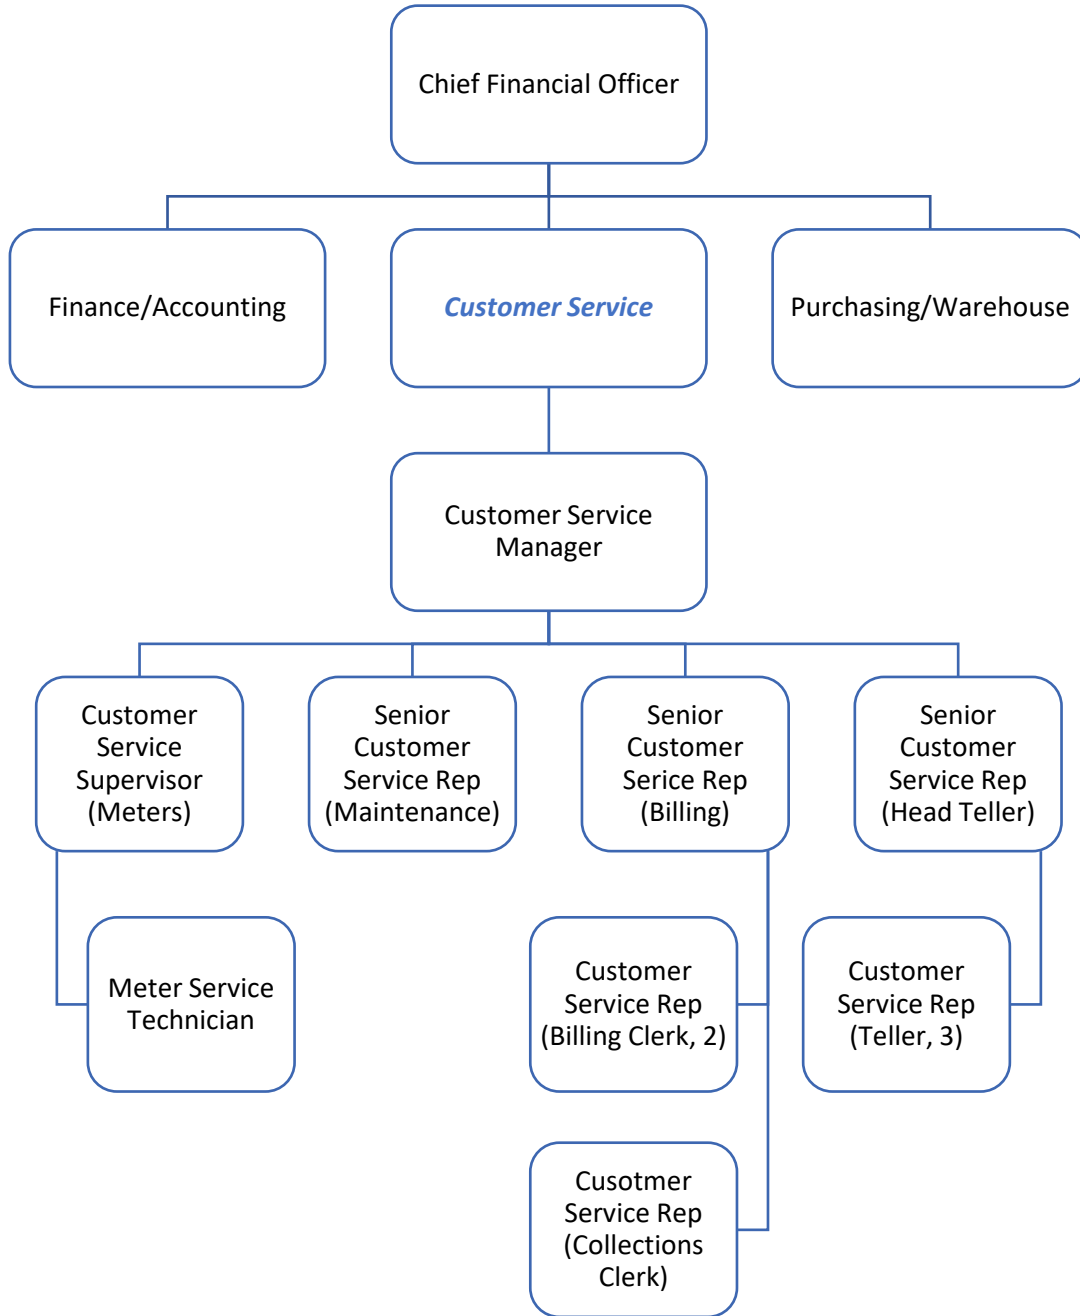 Chief Financial Officer
Finance/Accounting
Customer Service
Purchasing/Warehouse
Customer Service
Manager
Customer
Service
Supervisor
(Meters)
Senior
Customer
Service Rep
(Maintenance)
Senior
Customer
Serice Rep
(Billing)
Senior
Customer
Service Rep
(Head Teller)
Meter Service
Technician
Customer
Service Rep
(Billing Clerk, 2)
Customer
Service Rep
(Teller, 3)
Cusotmer
Service Rep
(Collections
Clerk)